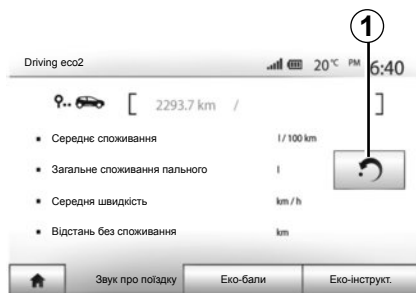 1
Driving eco2 20°C PM 6:40
[ 2293.7 km / ]
▪ Середнє споживання l / 100 km
▪ Загальне споживання пального l
▪ Середня швидкість km / h
▪ Відстань без споживання km
Звук про поїздку Еко-бали Еко-інструкт.